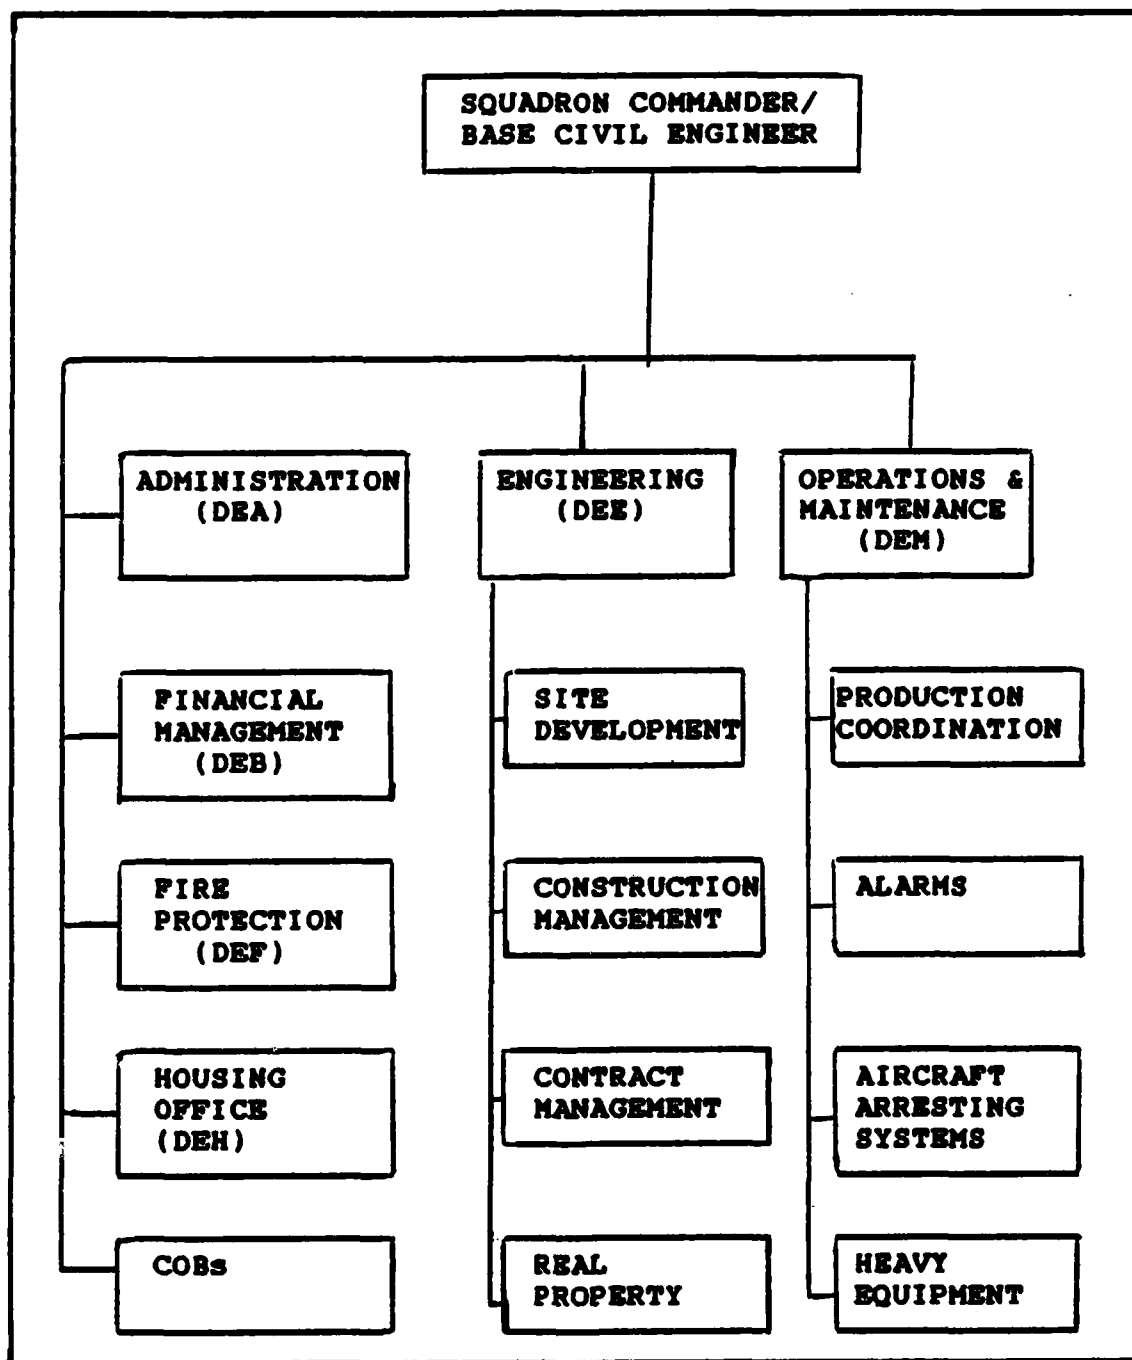 SQUADRON COMMANDER/
BASE CIVIL ENGINEER
ADMINISTRATION
(DEA)
ENGINEERING
(DEE)
OPERATIONS &
MAINTENANCE
(DEM)
FINANCIAL
MANAGEMENT
(DEB)
SITE
DEVELOPMENT
PRODUCTION
COORDINATION
FIRE
PROTECTION
(DEF)
CONSTRUCTION
MANAGEMENT
ALARMS
HOUSING
OFFICE
(DEH)
CONTRACT
MANAGEMENT
AIRCRAFT
ARRESTING
SYSTEMS
COBs
REAL
PROPERTY
HEAVY
EQUIPMENT